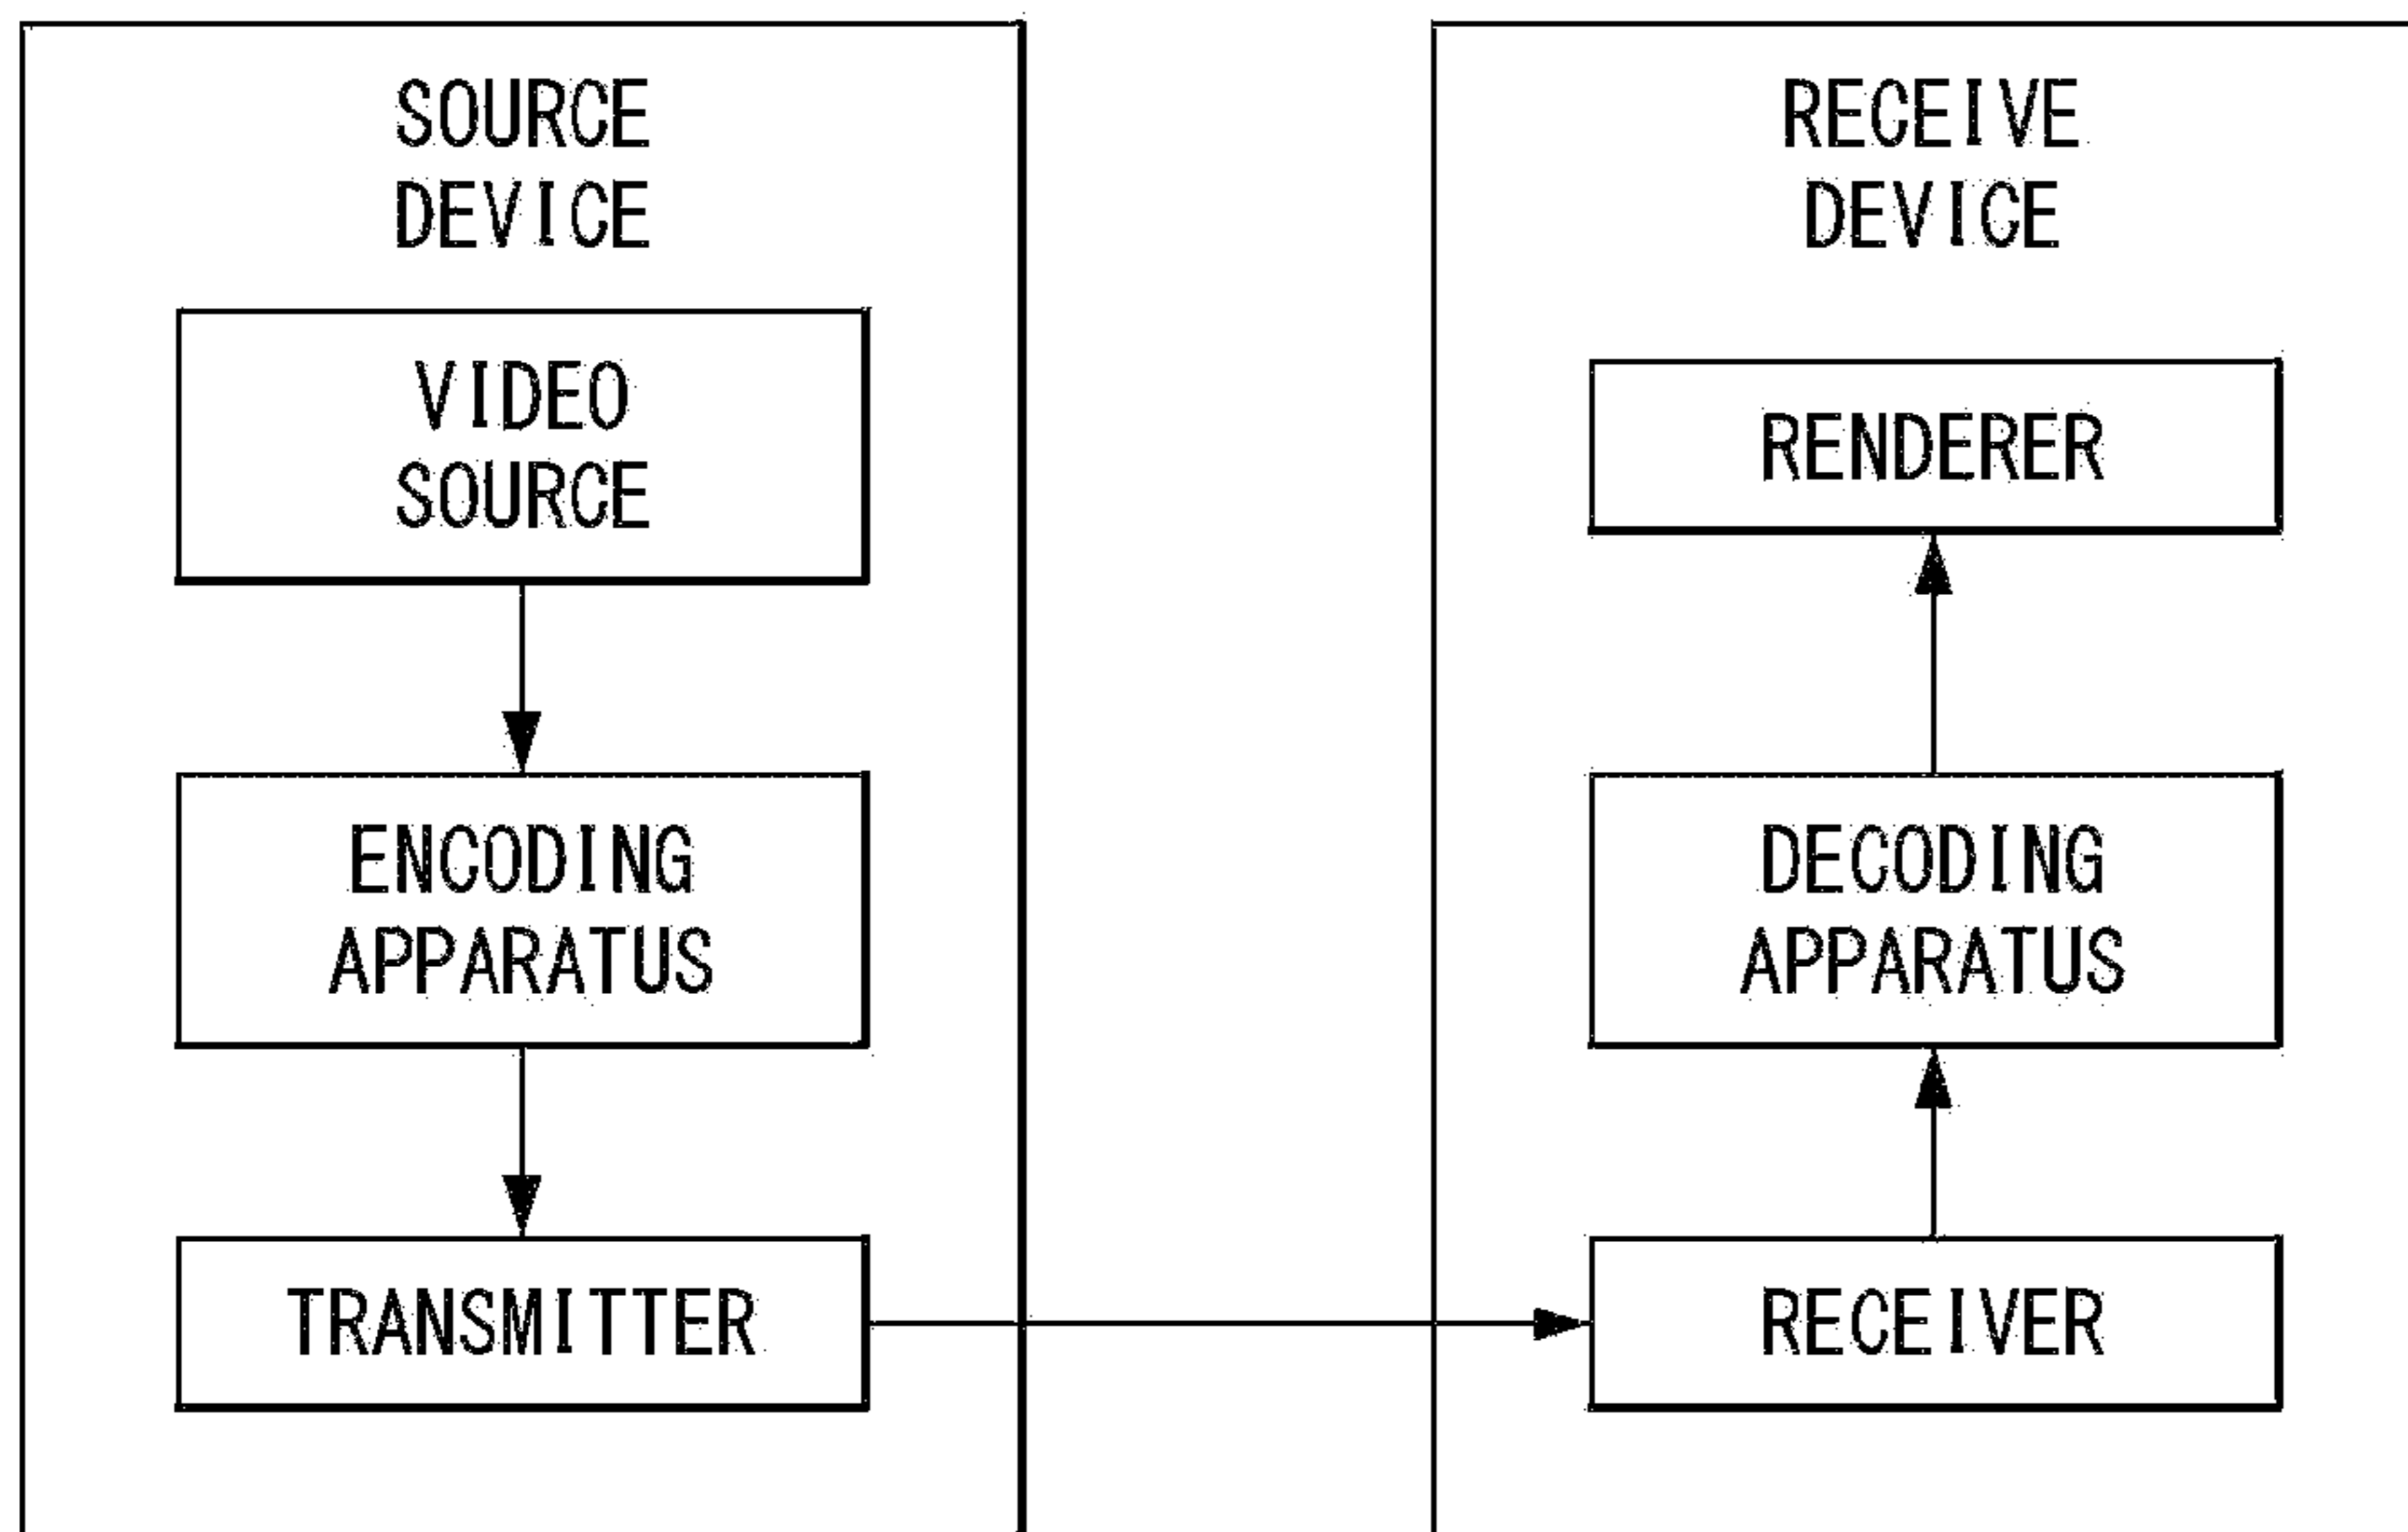 SOURCE
DEVICE
VIDEO
SOURCE
ENCODING
APPARATUS
TRANSMITTER
RECEIVE
DEVICE
RENDERER
DECODING
APPARATUS
RECEIVER